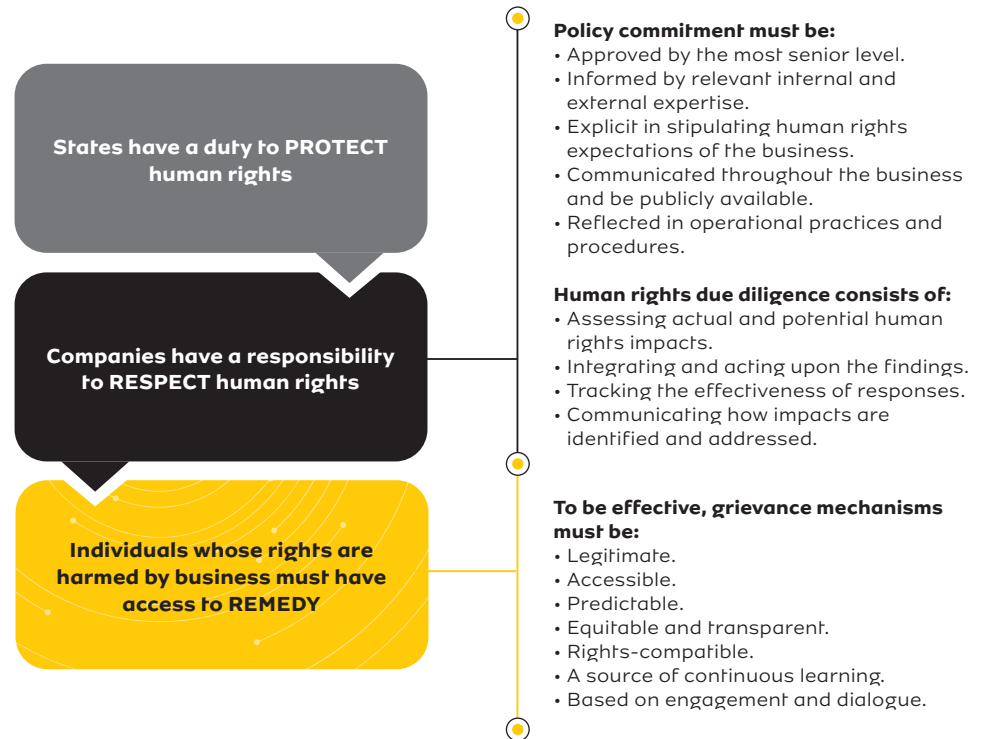 States have a duty to PROTECT
human rights
Companies have a responsibility
to RESPECT human rights
Individuals whose rights are
harmed by business must have
access to REMEDY
Policy commitment must be:
• Approved by the most senior level.
• Informed by relevant internal and
external expertise.
• Explicit in stipulating human rights
expectations of the business.
• Communicated throughout the business
and be publicly available.
• Reflected in operational practices and
procedures.
Human rights due diligence consists of:
• Assessing actual and potential human
rights impacts.
• Integrating and acting upon the findings.
• Tracking the effectiveness of responses.
• Communicating how impacts are
identified and addressed.
To be effective, grievance mechanisms
must be:
• Legitimate.
• Accessible.
• Predictable.
• Equitable and transparent.
• Rights-compatible.
• A source of continuous learning.
• Based on engagement and dialogue.